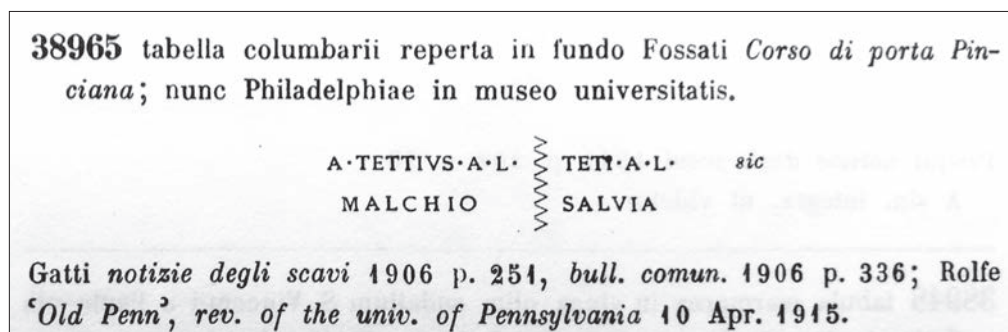 38965 tabella columbarii reperta in fundo Fossati Corso di porta Pin-
ciana; nunc Philadelphiae in museo universitatis.
A·TETTIVS·A·L· TETI·A·L· sic
MALCHIO SALVIA
Gatti notizie degli scavi 1906 p. 251, bull. comun. 1906 p. 336; Rolfe
'Old Penn', rev. of the univ. of Pennsylvania 10 Apr. 1915.